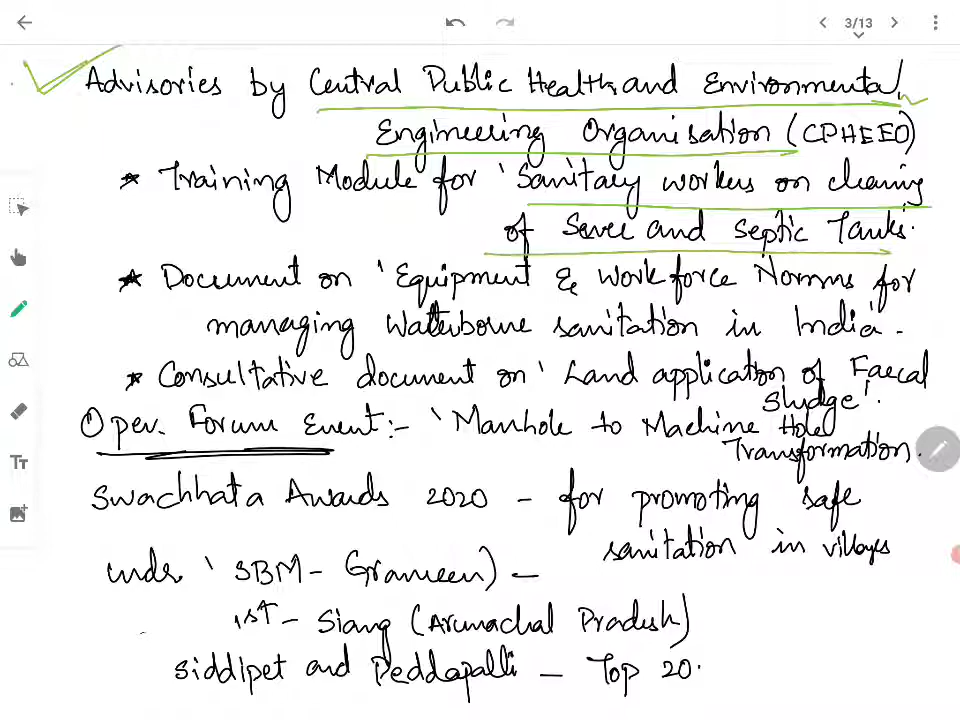 3/13
Advisories by Central Public Health and Environmental
Engineering Organisation (CPHEEO)
* Training Module for 'Sanitary workers on cleaning
of Sewer and Septic Tanks.
* Document on 'Equipment & Workforce Norms for
managing Waterborne sanitation in India.
* Consultative document on 'Land application of Faecal
Sludge'.
Open Forum Event:- 'Manhole to Machine Hole
Transformation.
Swachhata Awards 2020 - for promoting safe
sanitation in villages
under 'SBM-Grameen) -
1st - Siang (Arunachal Pradesh)
Siddipet and Peddapalli - Top 20.
Tт